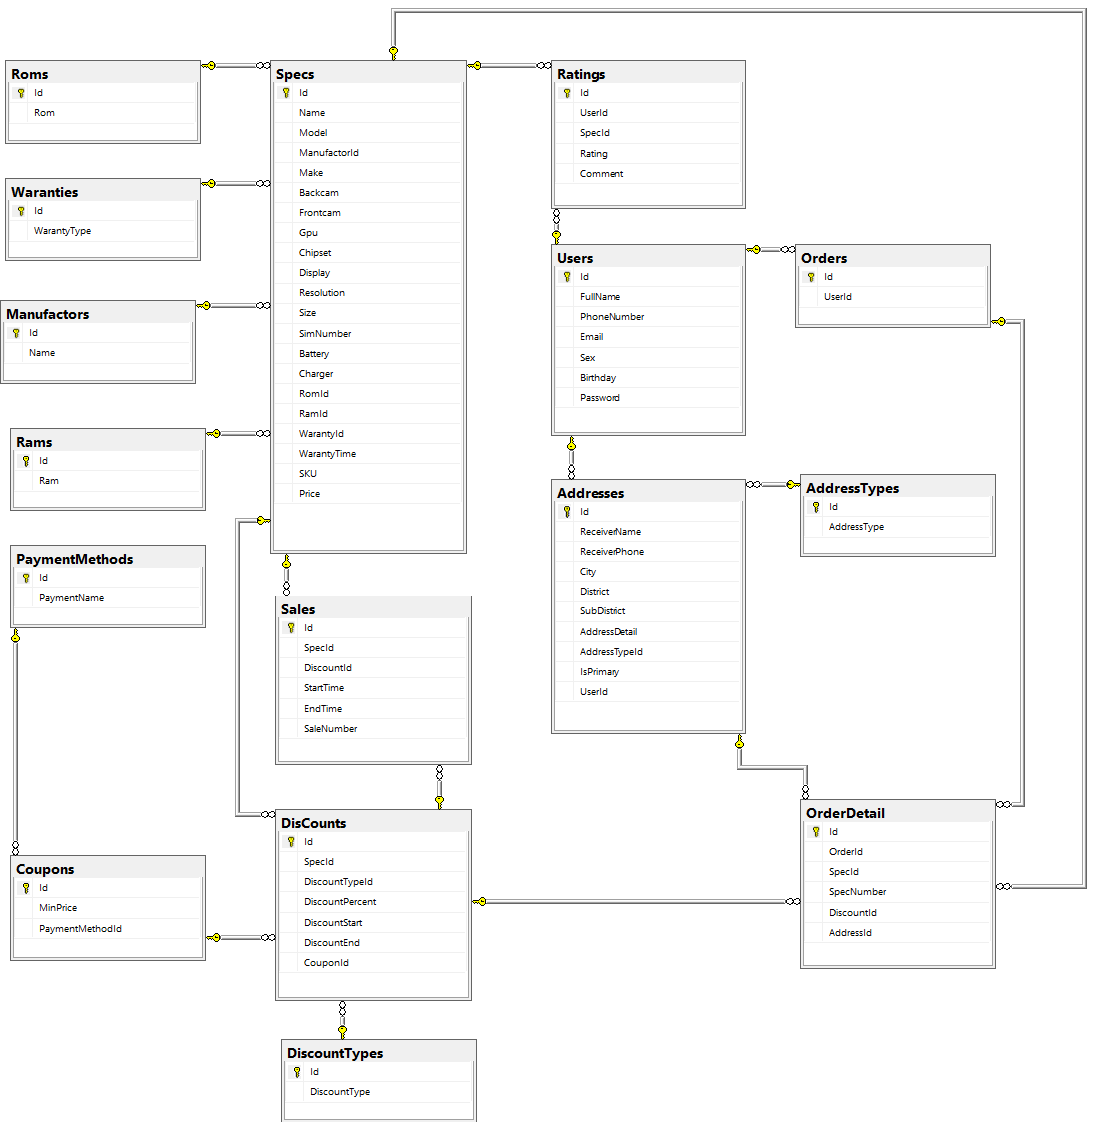 Roms
Id
Rom
Waranties
Id
WarantyType
Manufactors
Id
Name
Rams
Id
Ram
PaymentMethods
Id
PaymentName
Coupons
Id
MinPrice
PaymentMethodId
Specs
Id
Name
Model
ManufactorId
Make
Backcam
Frontcam
Gpu
Chipset
Display
Resolution
Size
SimNumber
Battery
Charger
RomId
RamId
WarantyId
WarantyTime
SKU
Price
Sales
Id
SpecId
DiscountId
StartTime
EndTime
SaleNumber
DisCounts
Id
SpecId
DiscountTypeId
DiscountPercent
DiscountStart
DiscountEnd
CouponId
DiscountTypes
Id
DiscountType
Ratings
Id
UserId
SpecId
Rating
Comment
Users
Id
FullName
PhoneNumber
Email
Sex
Birthday
Password
Addresses
Id
ReceiverName
ReceiverPhone
City
District
SubDistrict
AddressDetail
AddressTypeId
IsPrimary
UserId
Orders
Id
UserId
AddressTypes
Id
AddressType
OrderDetail
Id
OrderId
SpecId
SpecNumber
DiscountId
AddressId